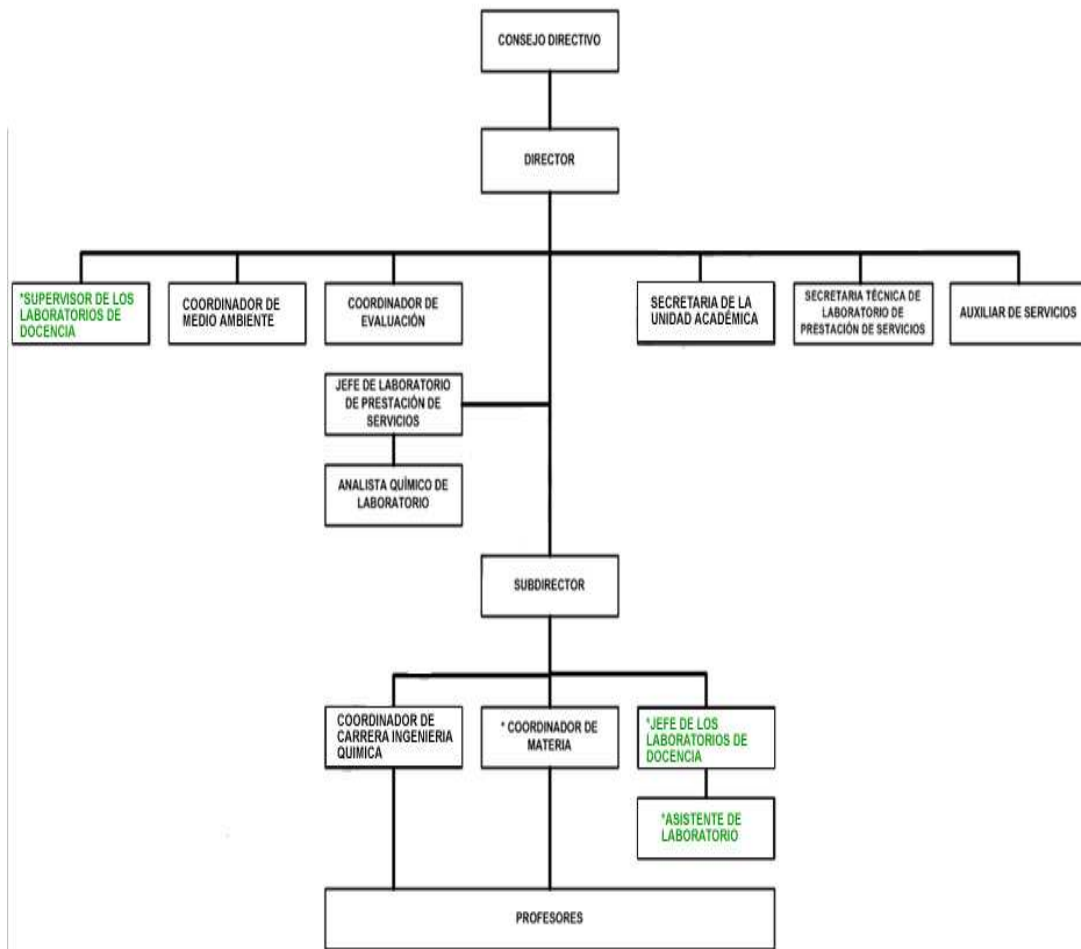 CONSEJO DIRECTIVO
DIRECTOR
*SUPERVISOR DE LOS
LABORATORIOS DE
DOCENCIA
COORDINADOR DE
MEDIO AMBIENTE
COORDINADOR DE
EVALUACIÓN
SECRETARIA DE LA
UNIDAD ACADÉMICA
SECRETARIA TÉCNICA DE
LABORATORIO DE
PRESTACIÓN DE SERVICIOS
AUXILIAR DE SERVICIOS
JEFE DE LABORATORIO
DE PRESTACIÓN DE
SERVICIOS
ANALISTA QUÍMICO DE
LABORATORIO
SUBDIRECTOR
COORDINADOR DE
CARRERA INGENIERIA
QUIMICA
* COORDINADOR DE
MATERIA
*JEFE DE LOS
LABORATORIOS DE
DOCENCIA
*ASISTENTE DE
LABORATORIO
PROFESORES